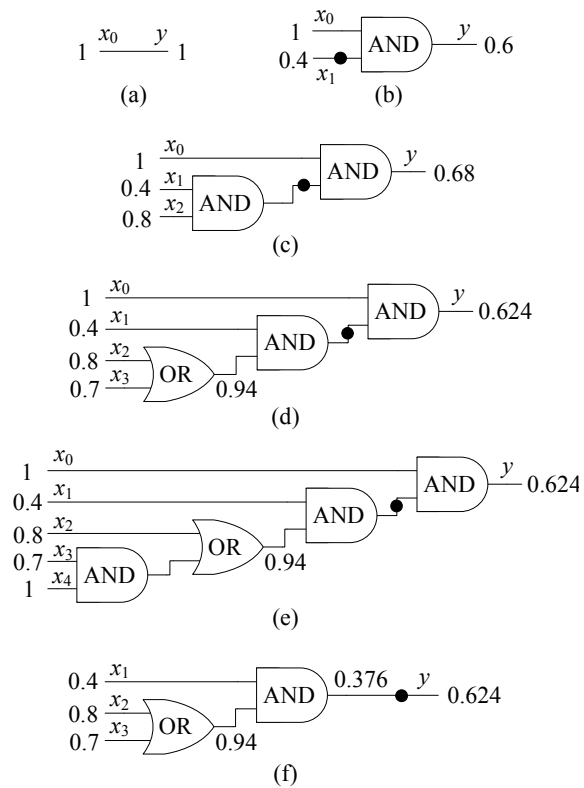 x₀ y
1 1
(a)
x₀
1 AND y 0.6
0.4
x₁
(b)
x₀
1 AND y 0.68
0.4 x₁ AND
0.8 x₂
(c)
x₀
1 AND y 0.624
0.4 x₁ AND
0.8 x₂ OR
0.7 x₃ 0.94
(d)
x₀
1 AND y 0.624
0.4 x₁ AND
0.8 x₂ OR
0.7 x₃ AND 0.94
1 x₄
(e)
0.4 x₁ AND 0.376 y 0.624
0.8 x₂ OR
0.7 x₃ 0.94
(f)